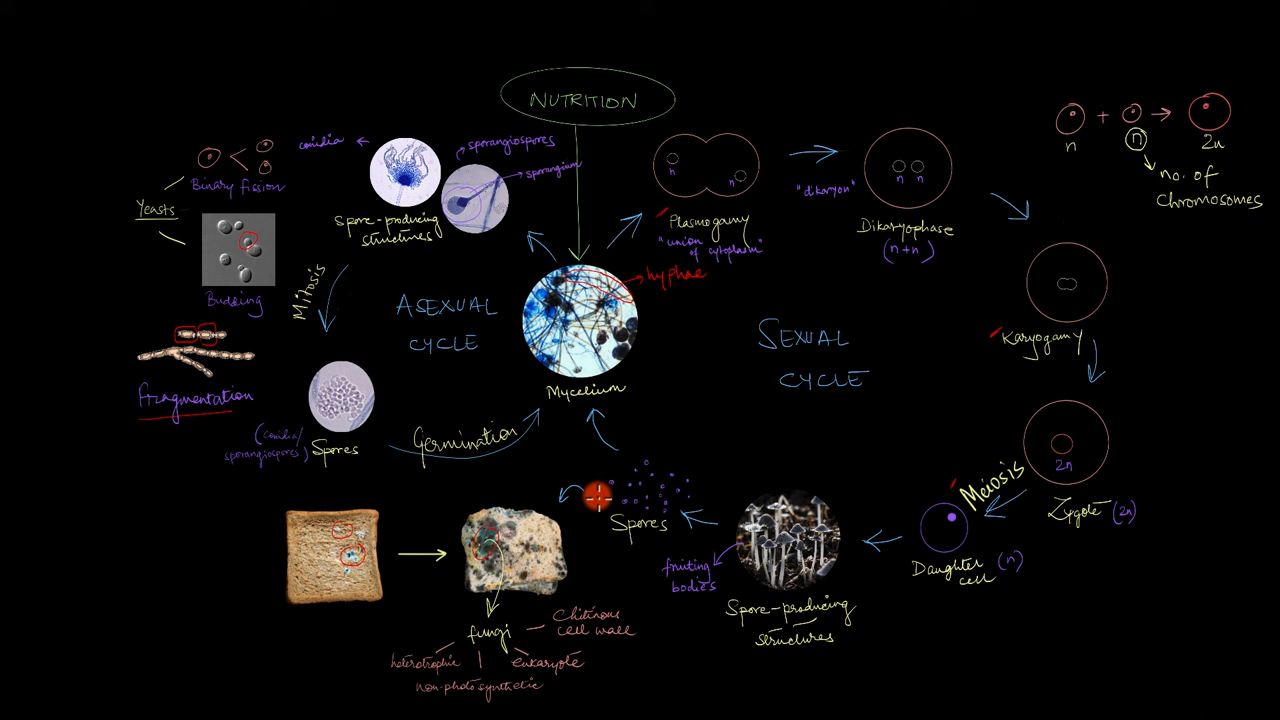 NUTRITION
n + n → 2n
no. of
chromosomes
conidia
sporangiospores
sporangium
Binary fission
Yeasts
Budding
Spore-producing
structures
n
n
Plasmogamy
"union
of cytoplasm"
"dikaryon"
n n
Dikaryophase
(n+n)
hyphae
Mitosis
ASEXUAL
CYCLE
Mycelium
SEXUAL
CYCLE
Karyogamy
Fragmentation
(conidia/
sporangiospores)
Spores
Germination
2n
Zygote (2n)
Meiosis
Daughter
cell (n)
Spores
fruiting
bodies
Spore-producing
structures
fungi
Chitinous
cell wall
heterotrophic
eukaryote
non-photosynthetic